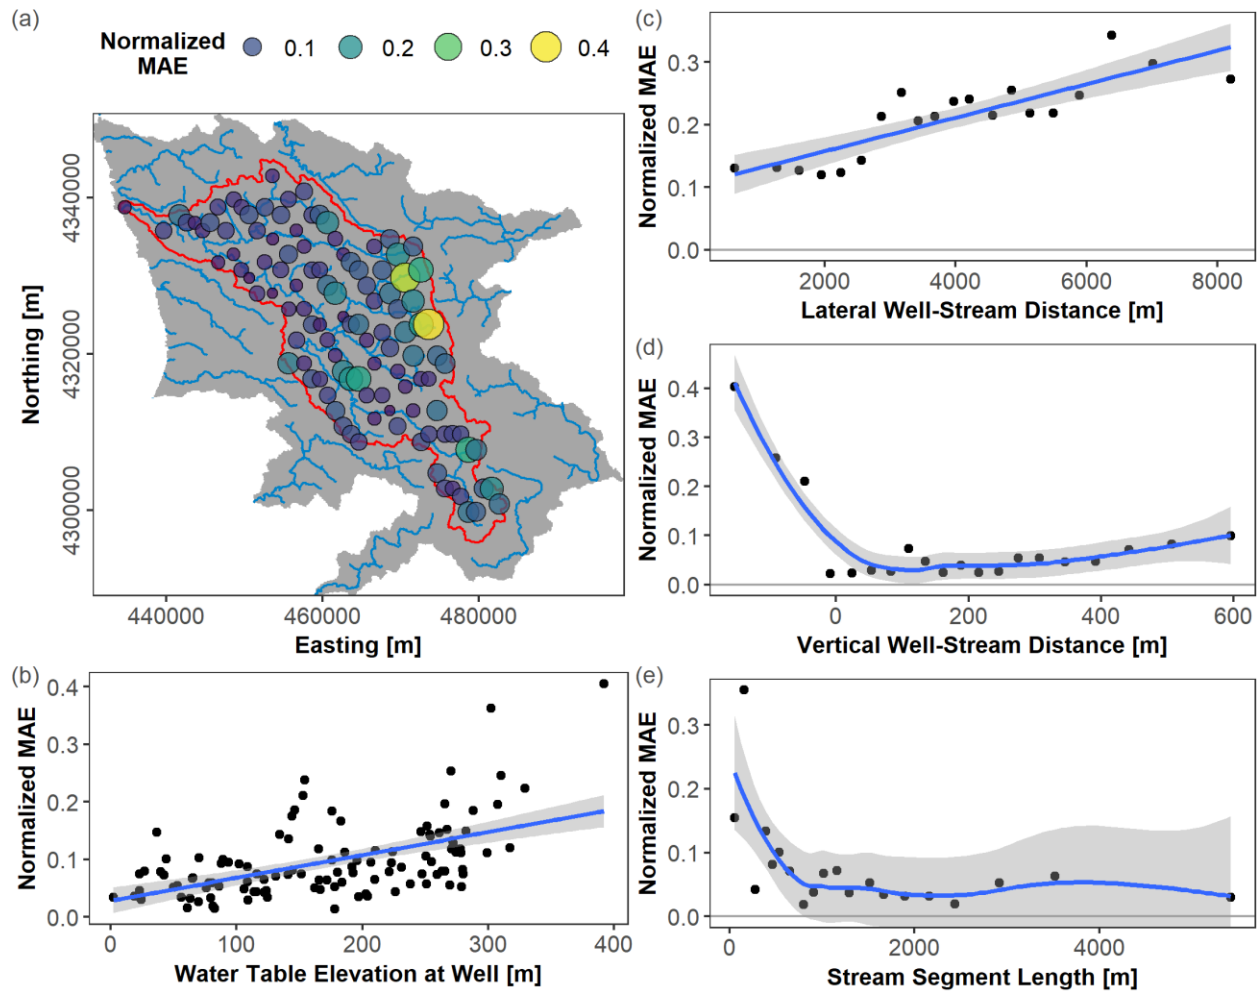 (a)
Normalized
MAE
0.1
0.2
0.3
0.4
Northing [m]
4340000
4320000
4300000
440000
460000
480000
Easting [m]
(b)
Normalized MAE
0.4
0.3
0.2
0.1
0.0
0
100
200
300
400
Water Table Elevation at Well [m]
(c)
Normalized MAE
0.3
0.2
0.1
0.0
2000
4000
6000
8000
Lateral Well-Stream Distance [m]
(d)
Normalized MAE
0.4
0.3
0.2
0.1
0.0
0
200
400
600
Vertical Well-Stream Distance [m]
(e)
Normalized MAE
0.3
0.2
0.1
0.0
0
2000
4000
Stream Segment Length [m]